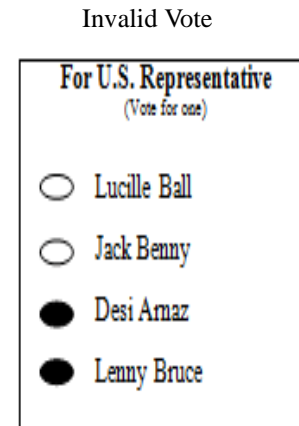 Invalid Vote
For U.S. Representative
(Vote for one)
Lucille Ball
Jack Benny
Desi Arnaz
Lenny Bruce